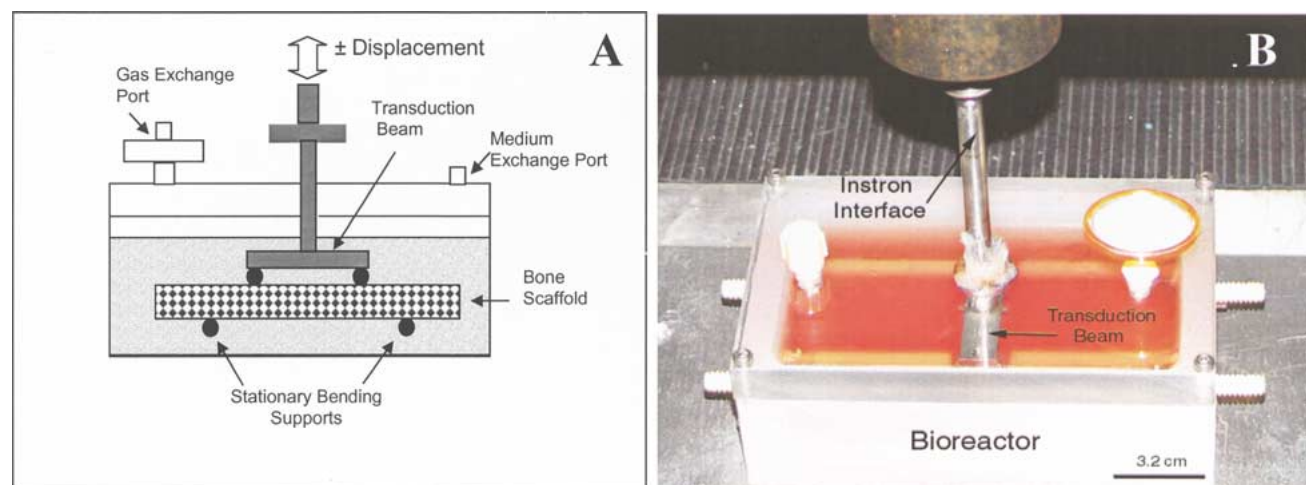 A
± Displacement
Gas Exchange
Port
Transduction
Beam
Medium
Exchange Port
Bone
Scaffold
Stationary Bending
Supports
B
Instron
Interface
Transduction
Beam
Bioreactor
3.2 cm